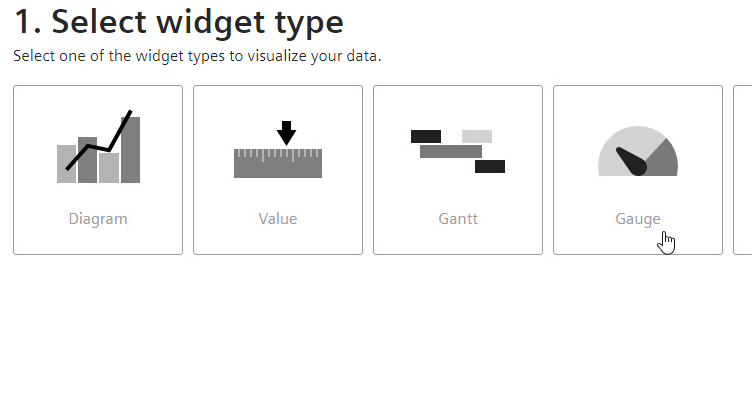 1. Select widget type
Select one of the widget types to visualize your data.
Diagram
Value
Gantt
Gauge